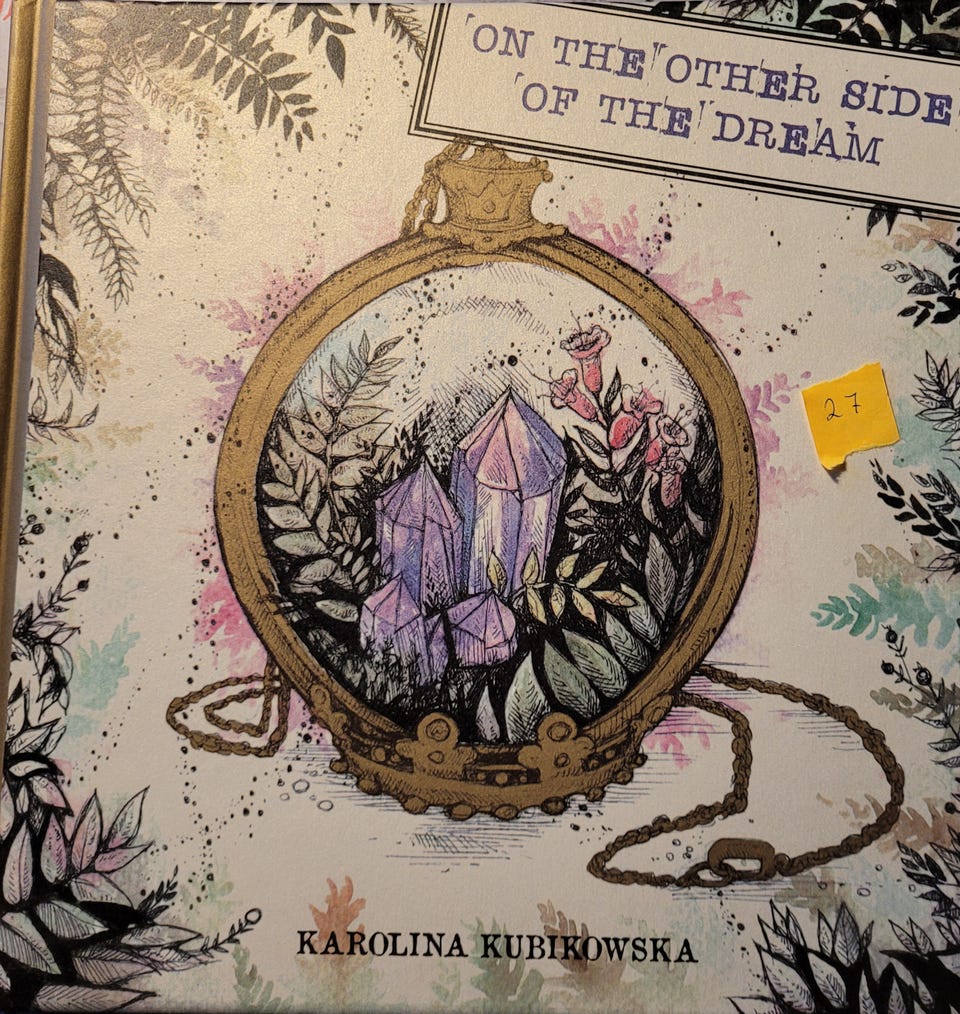 ON THE OTHER SIDE
OF THE DREAM
27
KAROLINA KUBIKOWSKA